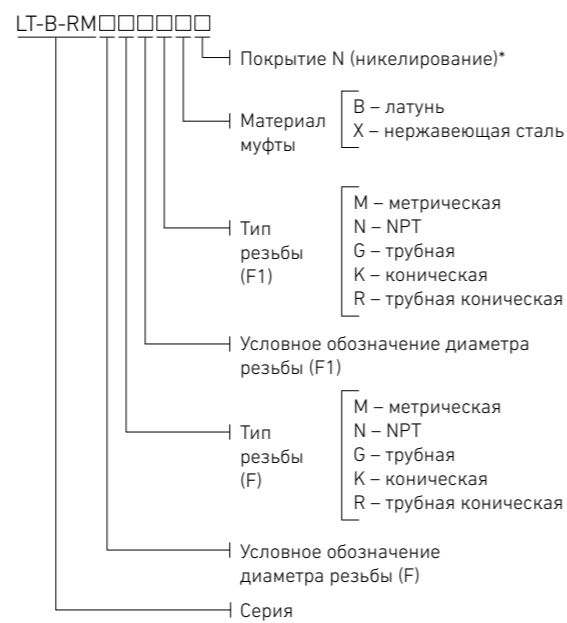 LT-B-RM□□□□□□
Покрытие N (никелирование)*
Материал
муфты
B – латунь
X – нержавеющая сталь
Тип
резьбы
(F1)
M – метрическая
N – NPT
G – трубная
K – коническая
R – трубная коническая
Условное обозначение диаметра
резьбы (F1)
Тип
резьбы
(F)
M – метрическая
N – NPT
G – трубная
K – коническая
R – трубная коническая
Условное обозначение
диаметра резьбы (F)
Серия